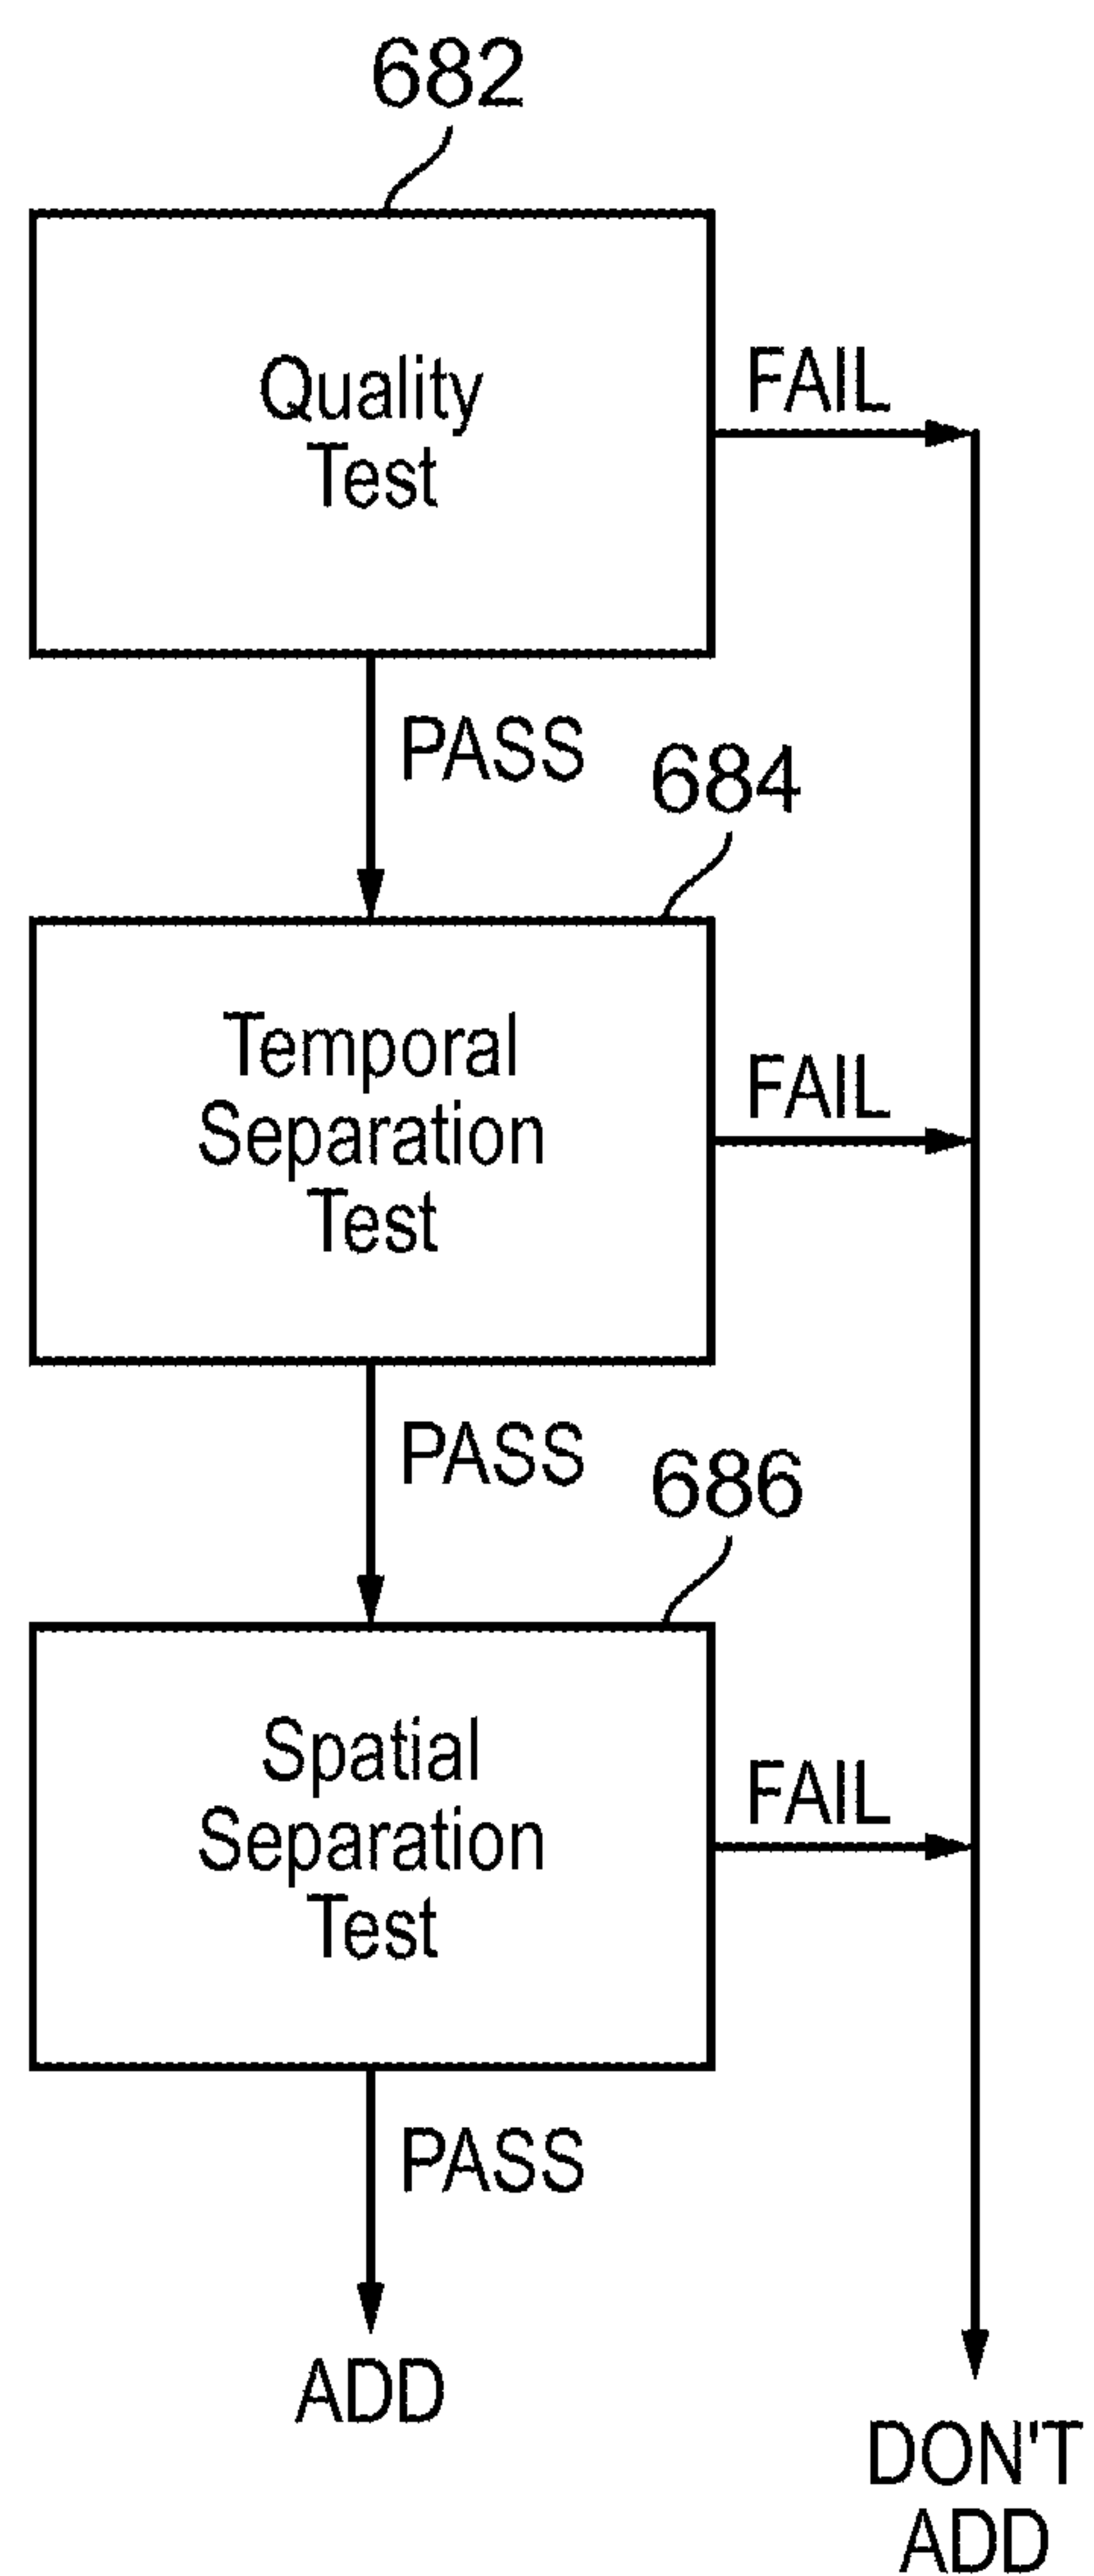 682
Quality
Test
FAIL
PASS
684
Temporal
Separation
Test
FAIL
PASS
686
Spatial
Separation
Test
FAIL
PASS
ADD
DON'T
ADD